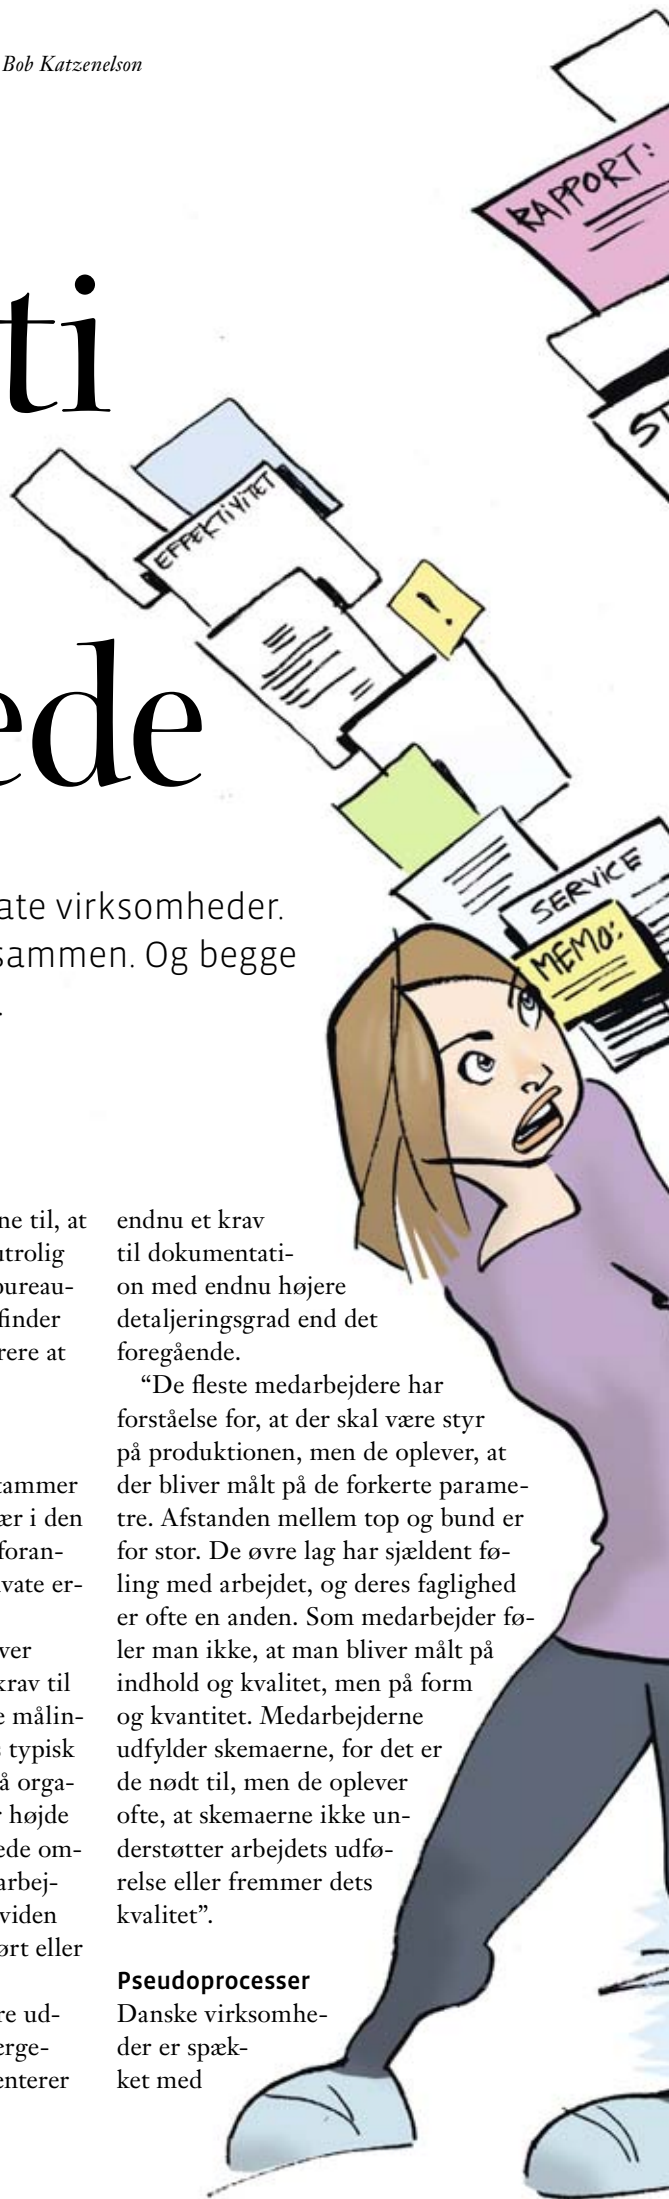 Bob Katzenelson
ti
ede
ate virksomheder.
sammen. Og begge
.
ne til, at
utrolig
bureau-
finder
rere at
tammer
ær i den
foran-
vate er-
ver
krav til
e målin-
s typisk
å orga-
r højde
ede om-
arbej-
viden
ørt eller
re ud-
erge-
enterer
endnu et krav
til dokumentati-
on med endnu højere
detaljeringsgrad end det
foregående.
“De fleste medarbejdere har
forståelse for, at der skal være styr
på produktionen, men de oplever, at
der bliver målt på de forkerte parame-
tre. Afstanden mellem top og bund er
for stor. De øvre lag har sjældent fø-
ling med arbejdet, og deres faglighed
er ofte en anden. Som medarbejder fø-
ler man ikke, at man bliver målt på
indhold og kvalitet, men på form
og kvantitet. Medarbejderne
udfylder skemaerne, for det er
de nødt til, men de oplever
ofte, at skemaerne ikke un-
derstøtter arbejdets udfø-
relse eller fremmer dets
kvalitet”.
Pseudoprocesser
Danske virksomhe-
der er spæk-
ket med
RAPPORT:
ST
EFFEKTIVITET
!
SERVICE
MEMO: